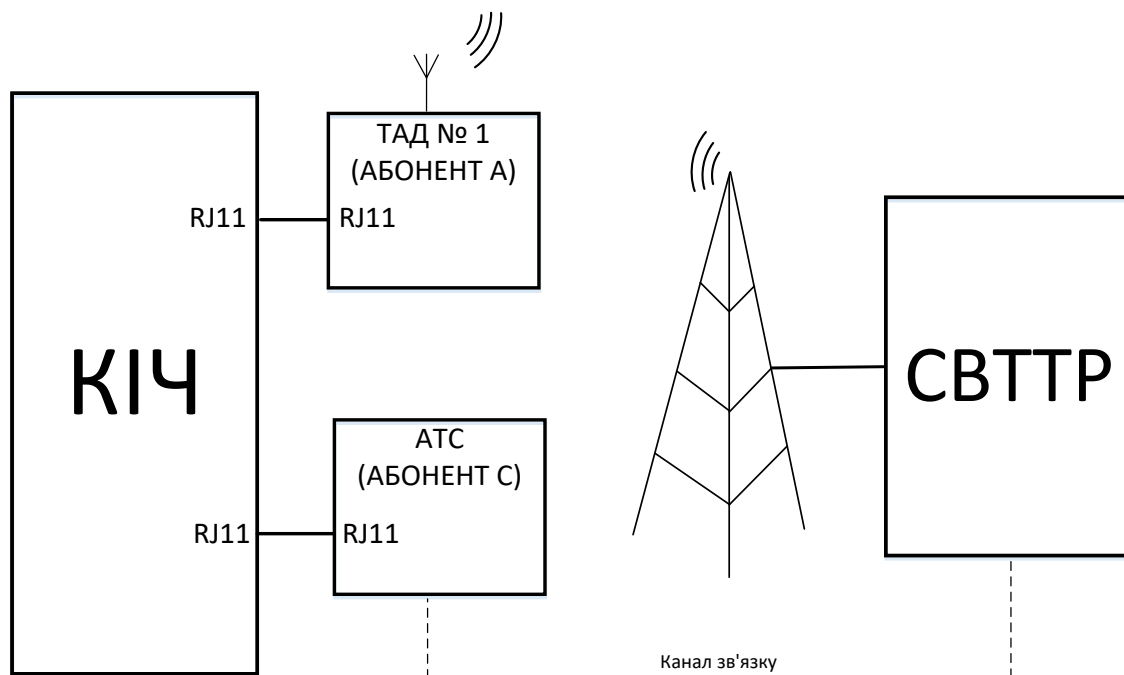 ТАД № 1
(АБОНЕНТ А)
RJ11
RJ11
КІЧ
СВТТР
АТС
(АБОНЕНТ С)
RJ11
RJ11
Канал зв'язку